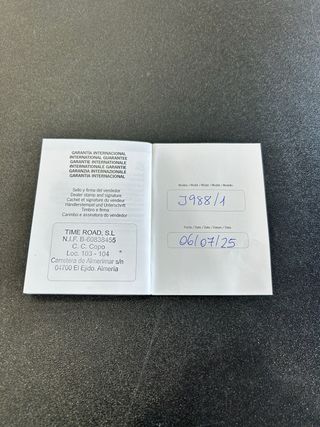 GARANTÍA INTERNACIONAL
INTERNATIONAL GUARANTEE
GARANTIE INTERNATIONALE
INTERNATIONALE GARANTIE
GARANZIA INTERNAZIONALE
GARANTIA INTERNACIONAL
Sello y firma del vendedor
Dealer stamp and signature
Cachet et signature du vendeur
Händlerstempel und Unterschrift
Timbro e firma
Carimbo e assinatura do vendedor
TIME ROAD, S.L
N.I.F. B-60838455
C. C. Copo
Loc. 103 - 104
Carretera de Almerimar s/n
04700 El Ejido. Almería
J988/1
06/07/25